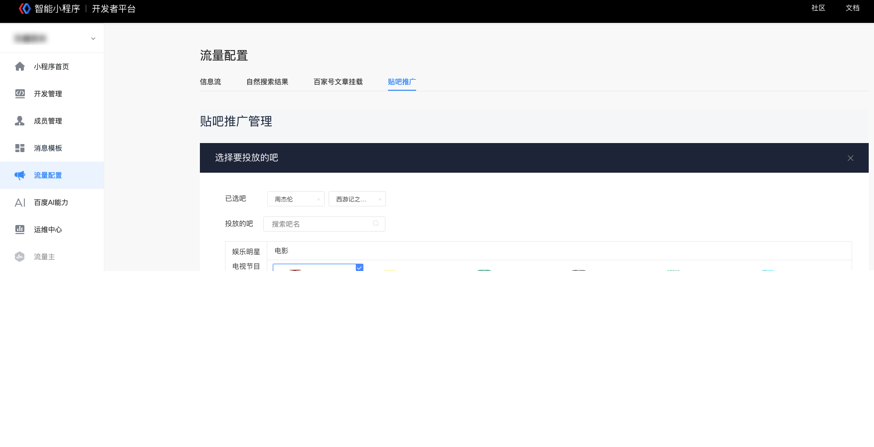 智能小程序 | 开发者平台
社区 文档
小程序首页
开发管理
成员管理
消息模板
流量配置
百度AI能力
运维中心
流量主
流量配置
信息流 自然搜索结果 百家号文章挂载 贴吧推广
贴吧推广管理
选择要投放的吧
已选吧 周杰伦 西游记之...
投放的吧 搜索吧名
娱乐明星 电影
电视节目